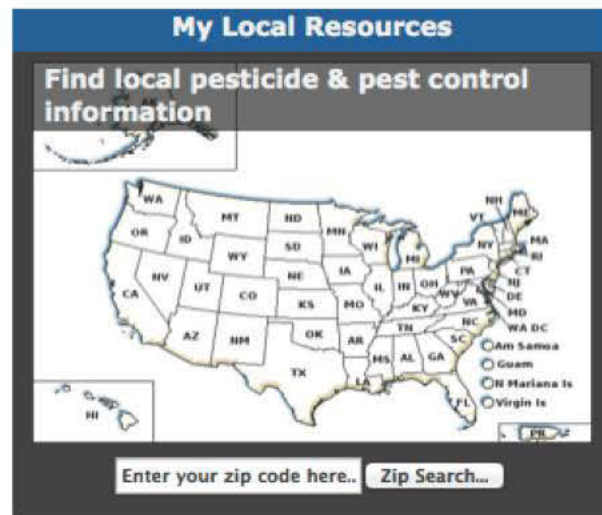 My Local Resources
Find local pesticide & pest control
information
WA
MT
ND
MN
OR
ID
WY
SD
WI
MI
VT
NH
ME
NY
MA
RI
CT
NV
UT
CO
NE
IA
IL
IN
OH
PA
NJ
DE
MD
WA DC
CA
AZ
NM
KS
MO
KY
WV
VA
OK
AR
TN
NC
SC
TX
LA
MS
AL
GA
FL
Am Samoa
Guam
N Mariana Is
Virgin Is
HI
PR
Enter your zip code here..
Zip Search...